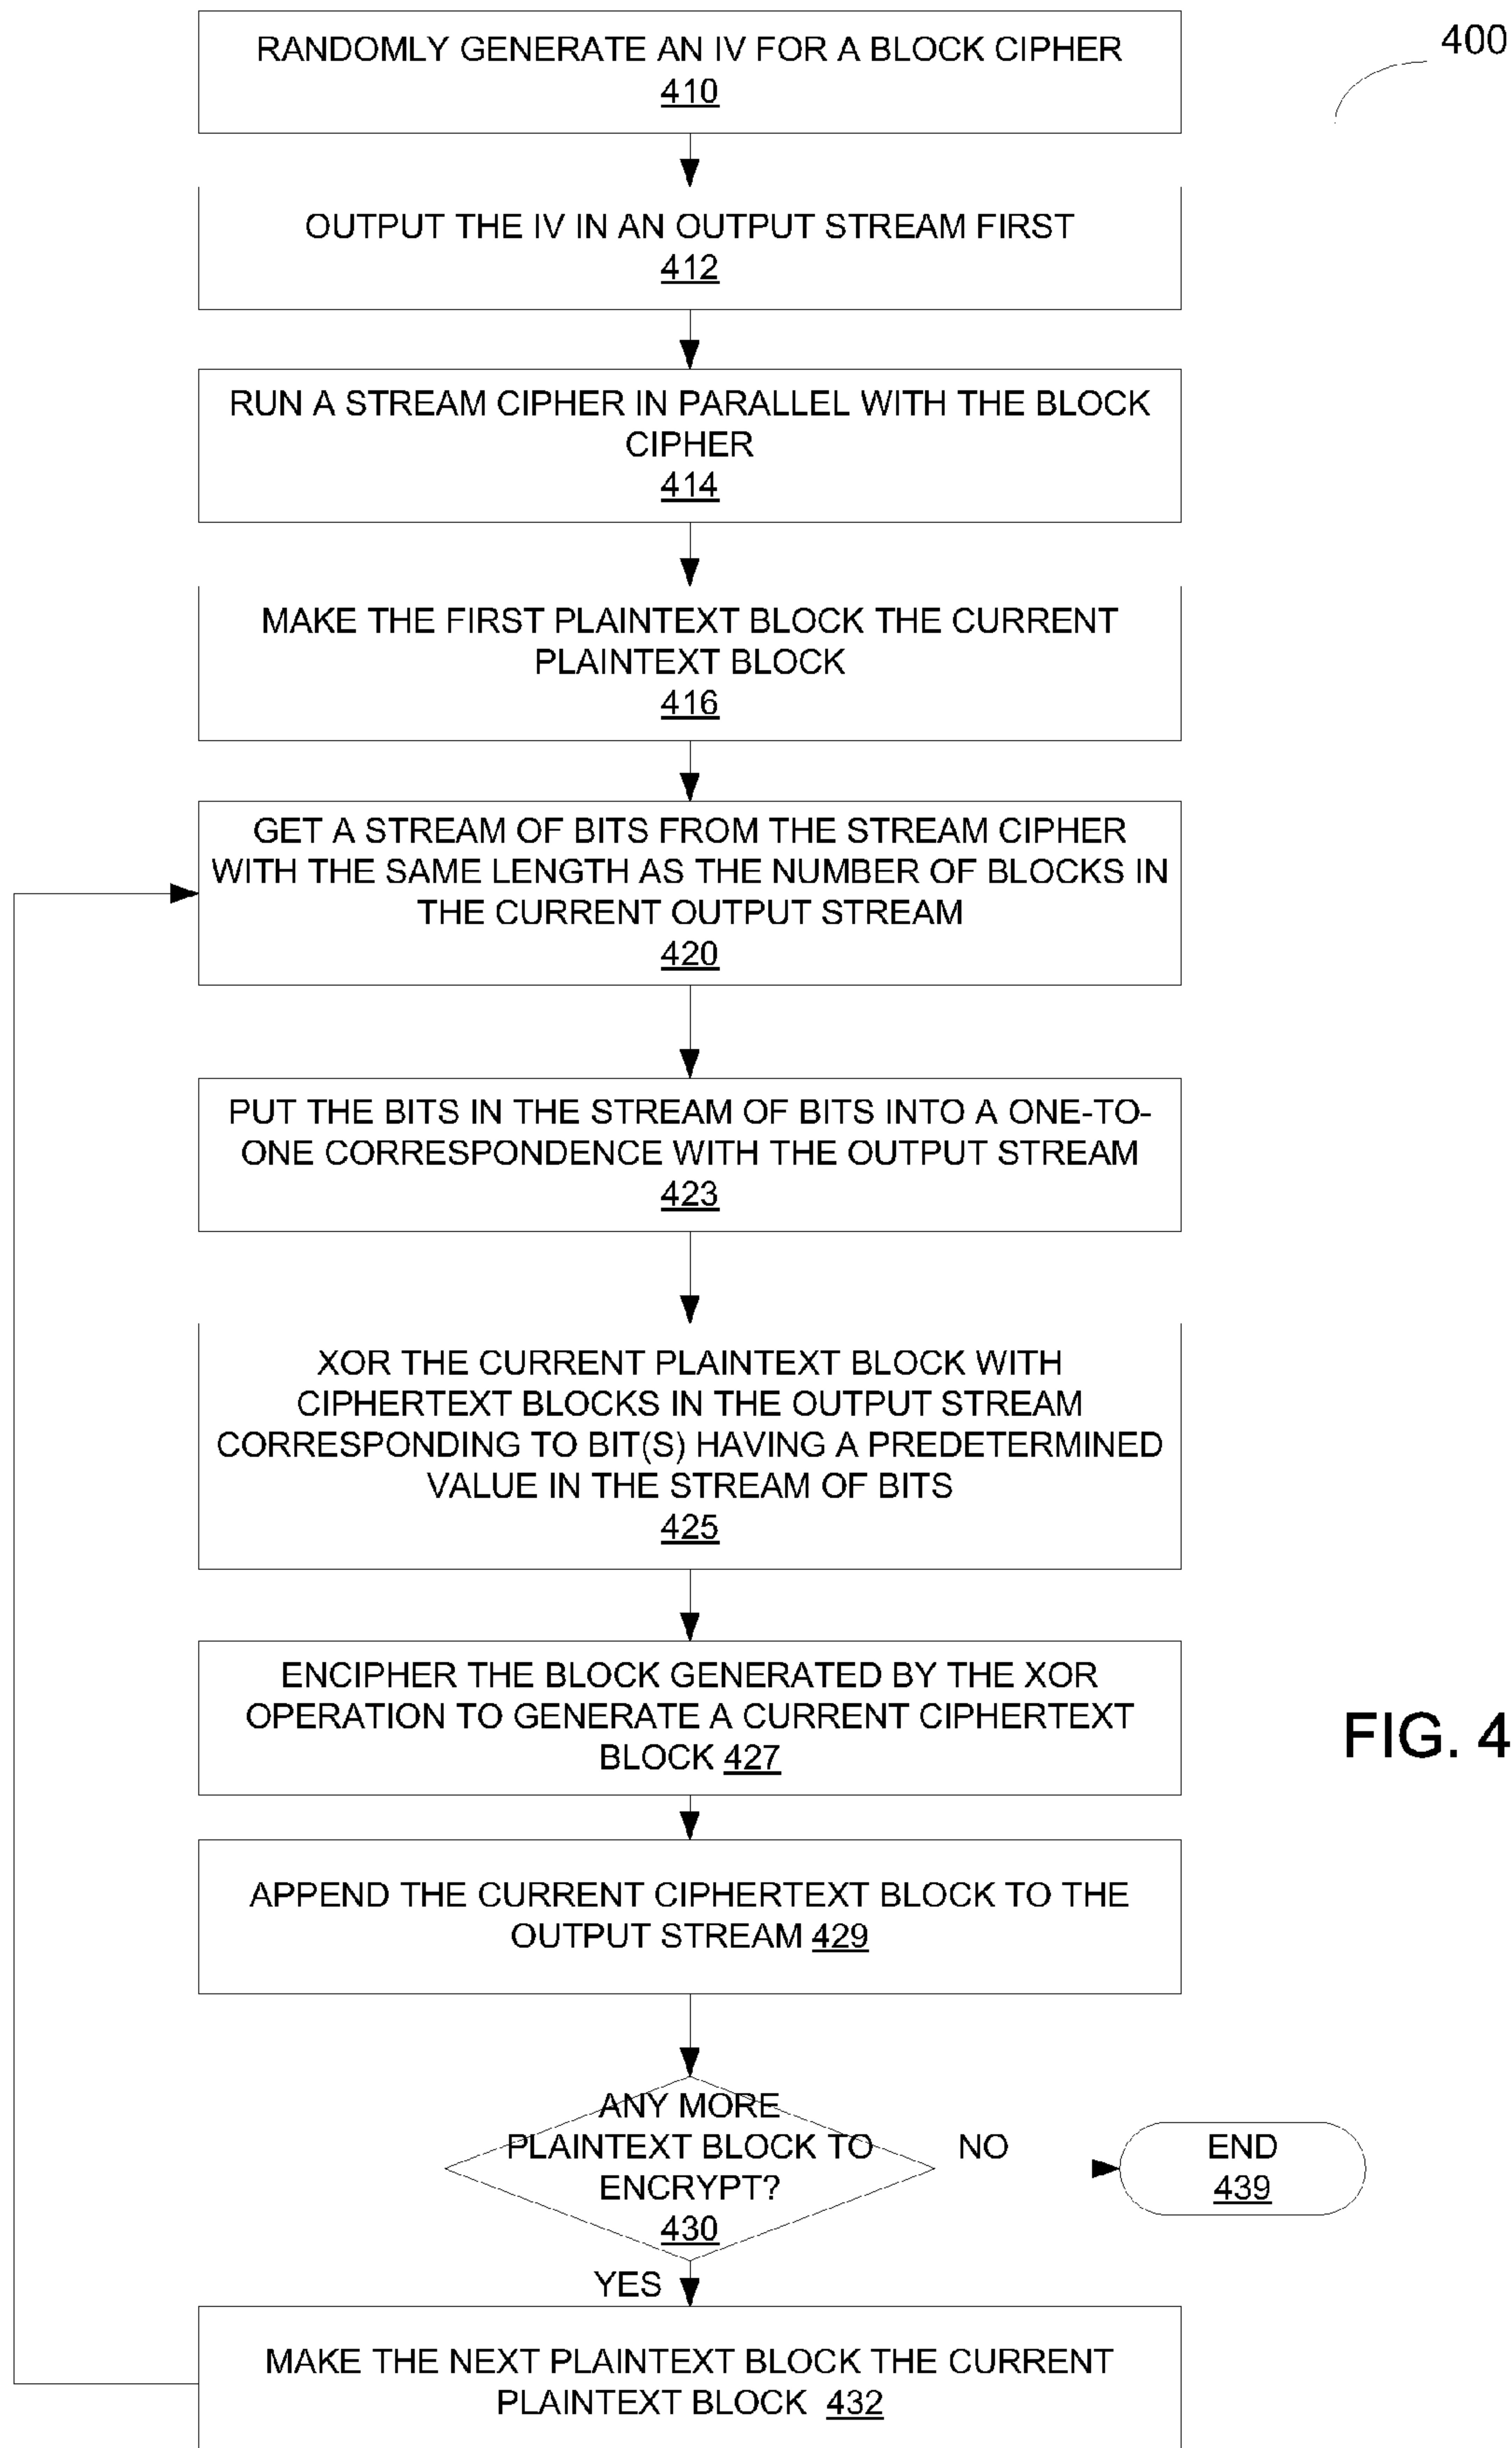 400
RANDOMLY GENERATE AN IV FOR A BLOCK CIPHER
410
OUTPUT THE IV IN AN OUTPUT STREAM FIRST
412
RUN A STREAM CIPHER IN PARALLEL WITH THE BLOCK
CIPHER
414
MAKE THE FIRST PLAINTEXT BLOCK THE CURRENT
PLAINTEXT BLOCK
416
GET A STREAM OF BITS FROM THE STREAM CIPHER
WITH THE SAME LENGTH AS THE NUMBER OF BLOCKS IN
THE CURRENT OUTPUT STREAM
420
PUT THE BITS IN THE STREAM OF BITS INTO A ONE-TO-
ONE CORRESPONDENCE WITH THE OUTPUT STREAM
423
XOR THE CURRENT PLAINTEXT BLOCK WITH
CIPHERTEXT BLOCKS IN THE OUTPUT STREAM
CORRESPONDING TO BIT(S) HAVING A PREDETERMINED
VALUE IN THE STREAM OF BITS
425
ENCIPHER THE BLOCK GENERATED BY THE XOR
OPERATION TO GENERATE A CURRENT CIPHERTEXT
BLOCK 427
FIG. 4
APPEND THE CURRENT CIPHERTEXT BLOCK TO THE
OUTPUT STREAM 429
ANY MORE
PLAINTEXT BLOCK TO
ENCRYPT?
430
NO
END
439
YES
MAKE THE NEXT PLAINTEXT BLOCK THE CURRENT
PLAINTEXT BLOCK 432